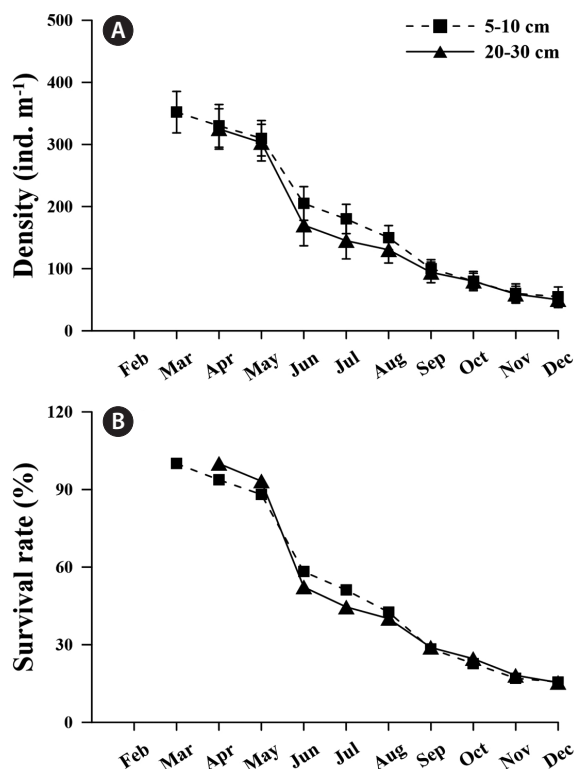 A
5-10 cm
20-30 cm
Density (ind. m⁻¹)
500
400
300
200
100
0
Feb Mar Apr May Jun Jul Aug Sep Oct Nov Dec
B
Survival rate (%)
120
90
60
30
0
Feb Mar Apr May Jun Jul Aug Sep Oct Nov Dec